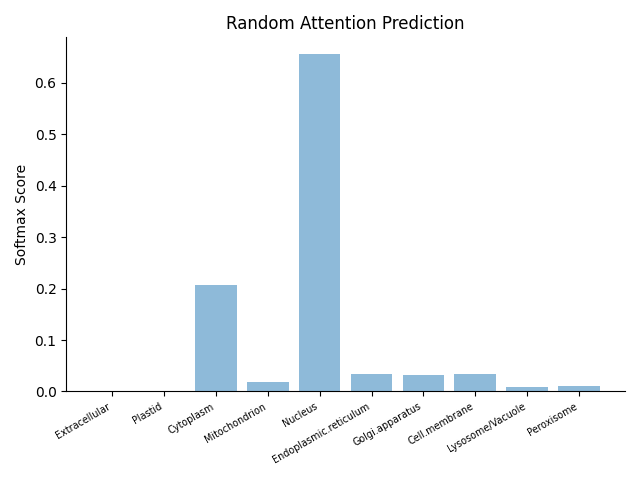 Random Attention Prediction
Softmax Score
0.6
0.5
0.4
0.3
0.2
0.1
0.0
Extracellular
Plastid
Cytoplasm
Mitochondrion
Nucleus
Endoplasmic.reticulum
Golgi.apparatus
Cell.membrane
Lysosome/Vacuole
Peroxisome